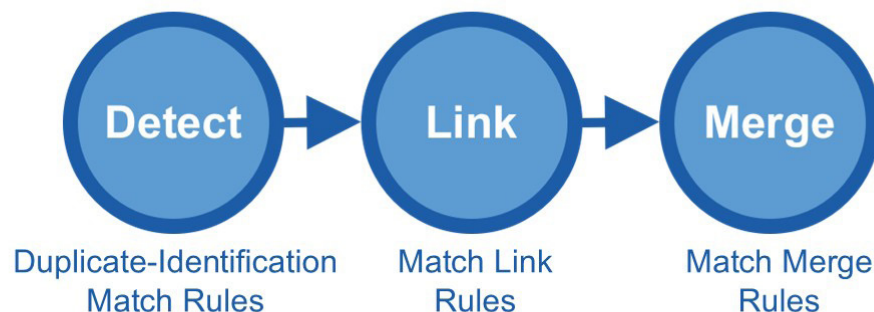 Detect
Link
Merge
Duplicate-Identification
Match Rules
Match Link
Rules
Match Merge
Rules